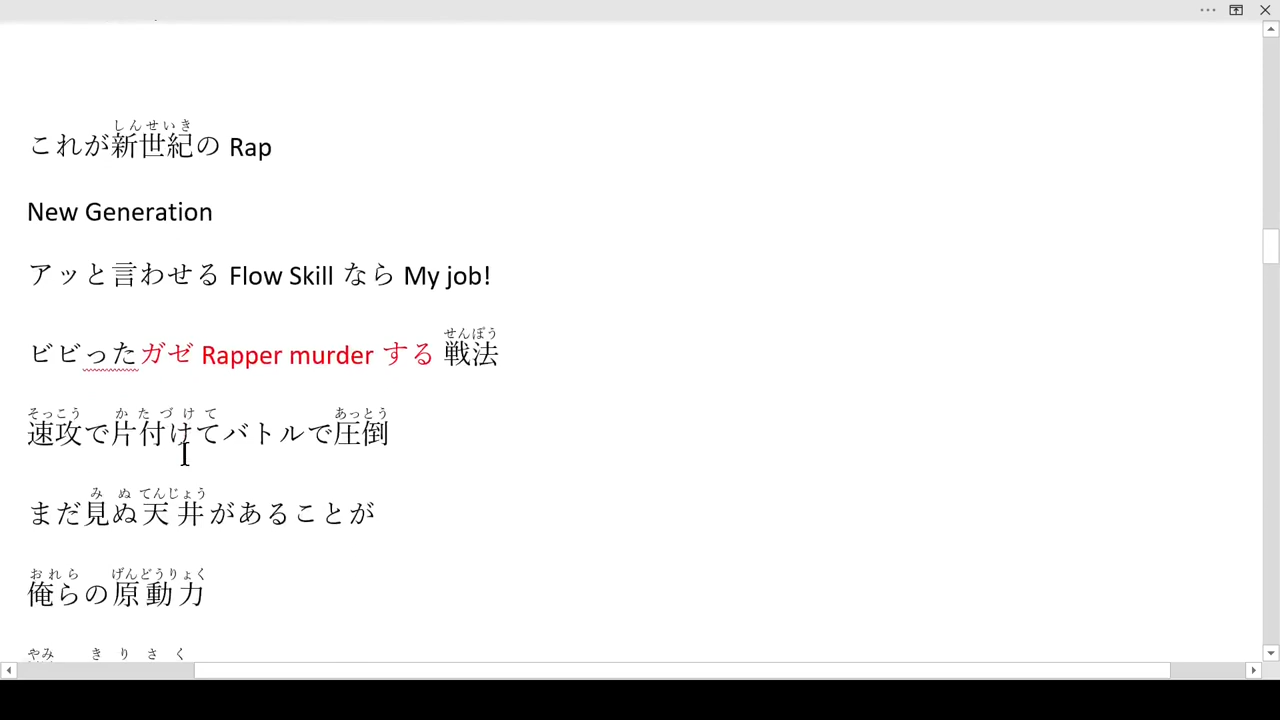 しんせいき
これが新世紀の Rap
New Generation
アッと言わせる Flow Skill なら My job!
せんぽう
ビビったガゼ Rapper murder する 戦法
そっこう かたづけて あっとう
速攻で片付けてバトルで圧倒
み ぬ てんじょう
まだ見ぬ天井があることが
おれら げんどうりょく
俺らの原動力
やみ きりさく